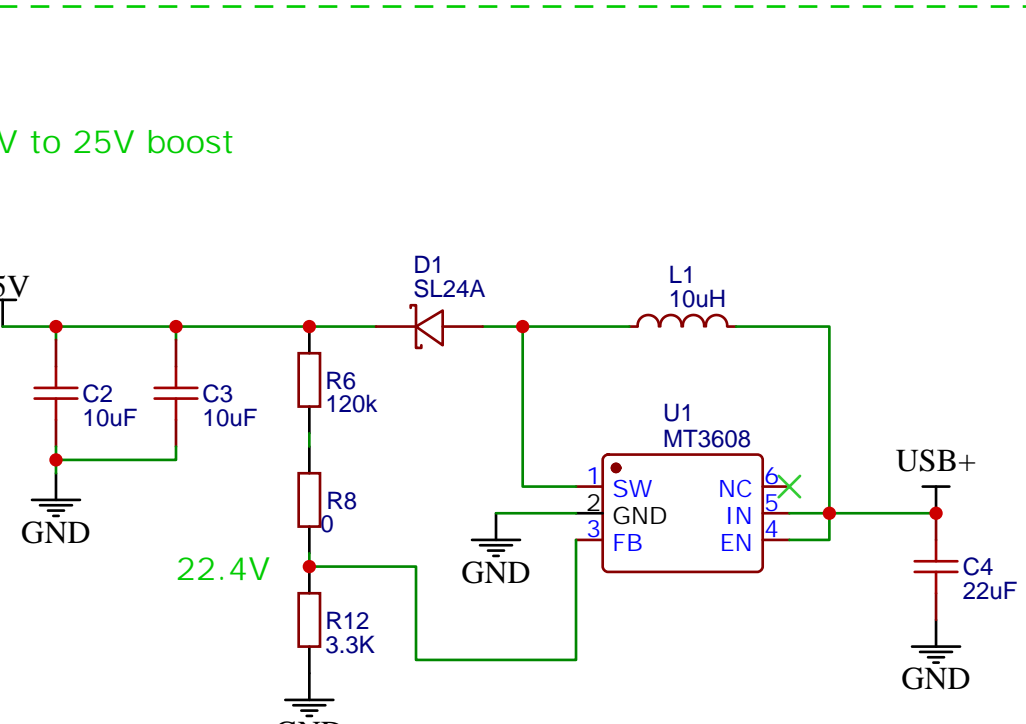 V to 25V boost
5V
D1
SL24A
L1
10uH
C2
10uF
C3
10uF
R6
120k
U1
MT3608
USB+
1
SW
NC
6
2
GND
IN
5
3
FB
EN
4
R8
0
GND
GND
22.4V
C4
22uF
R12
3.3K
GND
GND